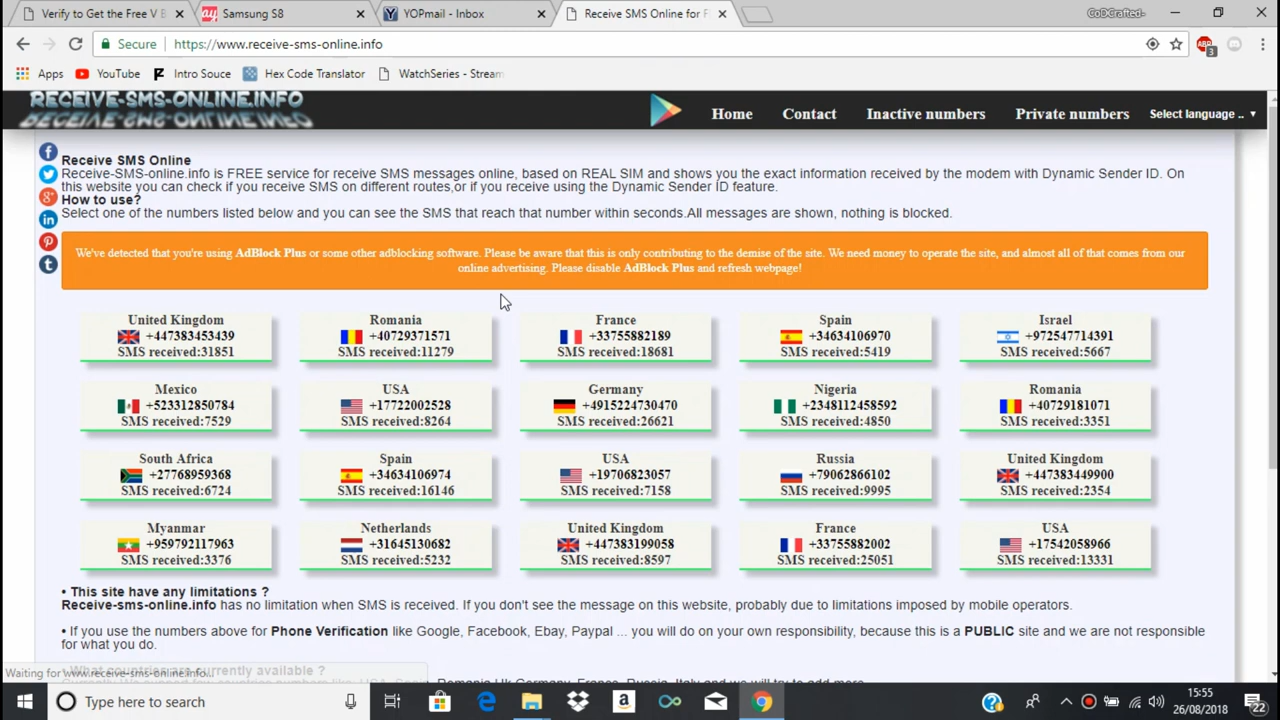 Verify to Get the Free V B
Samsung S8
YOPmail - Inbox
Receive SMS Online for F
CoDCrafted-
Secure https://www.receive-sms-online.info
ABP
3
Apps YouTube Intro Souce Hex Code Translator WatchSeries - Stream
RECEIVE-SMS-ONLINE.INFO
Home Contact Inactive numbers Private numbers Select language ..
Receive SMS Online
Receive-SMS-online.info is FREE service for receive SMS messages online, based on REAL SIM and shows you the exact information received by the modem with Dynamic Sender ID. On
this website you can check if you receive SMS on different routes,or if you receive using the Dynamic Sender ID feature.
How to use?
Select one of the numbers listed below and you can see the SMS that reach that number within seconds.All messages are shown, nothing is blocked.
We've detected that you're using AdBlock Plus or some other adblocking software. Please be aware that this is only contributing to the demise of the site. We need money to operate the site, and almost all of that comes from our
online advertising. Please disable AdBlock Plus and refresh webpage!
United Kingdom
+447383453439
SMS received:31851
Romania
+40729371571
SMS received:11279
France
+33755882189
SMS received:18681
Spain
+34634106970
SMS received:5419
Israel
+972547714391
SMS received:5667
Mexico
+523312850784
SMS received:7529
USA
+17722002528
SMS received:8264
Germany
+4915224730470
SMS received:26621
Nigeria
+2348112458592
SMS received:4850
Romania
+40729181071
SMS received:3351
South Africa
+27768959368
SMS received:6724
Spain
+34634106974
SMS received:16146
USA
+19706823057
SMS received:7158
Russia
+79062866102
SMS received:9995
United Kingdom
+447383449900
SMS received:2354
Myanmar
+959792117963
SMS received:3376
Netherlands
+31645130682
SMS received:5232
United Kingdom
+447383199058
SMS received:8597
France
+33755882002
SMS received:25051
USA
+17542058966
SMS received:13331
• This site have any limitations ?
Receive-sms-online.info has no limitation when SMS is received. If you don't see the message on this website, probably due to limitations imposed by mobile operators.
• If you use the numbers above for Phone Verification like Google, Facebook, Ebay, Paypal ... you will do on your own responsibility, because this is a PUBLIC site and we are not responsible
for what you do.
• What countries are currently available ?
Waiting for www.receive-sms-online.info...
Type here to search
15:55
26/08/2018
22